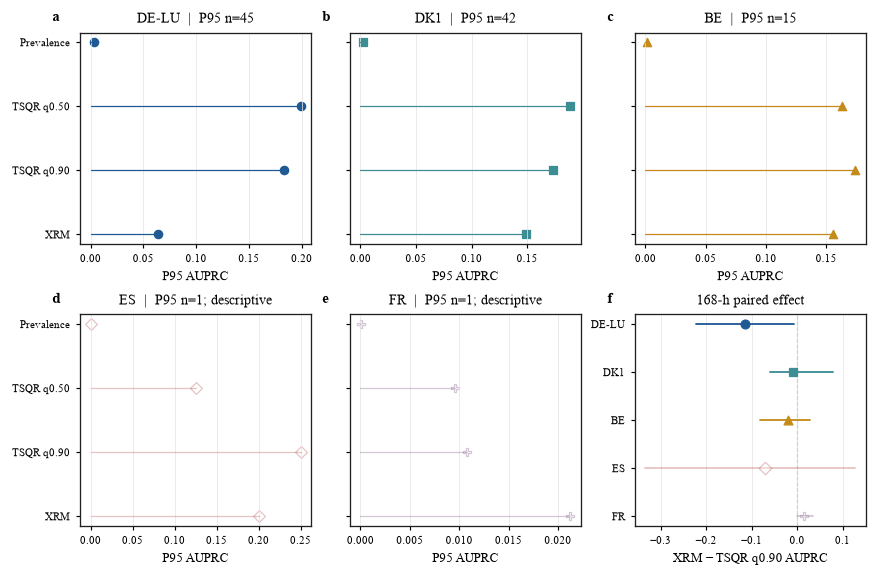 a DE-LU | P95 n=45
Prevalence
TSQR q0.50
TSQR q0.90
XRM
0.00 0.05 0.10 0.15 0.20
P95 AUPRC
b DK1 | P95 n=42
0.00 0.05 0.10 0.15
P95 AUPRC
c BE | P95 n=15
0.00 0.05 0.10 0.15
P95 AUPRC
d ES | P95 n=1; descriptive
Prevalence
TSQR q0.50
TSQR q0.90
XRM
0.00 0.05 0.10 0.15 0.20 0.25
P95 AUPRC
e FR | P95 n=1; descriptive
0.000 0.005 0.010 0.015 0.020
P95 AUPRC
f 168-h paired effect
DE-LU
DK1
BE
ES
FR
−0.3 −0.2 −0.1 0.0 0.1
XRM − TSQR q0.90 AUPRC